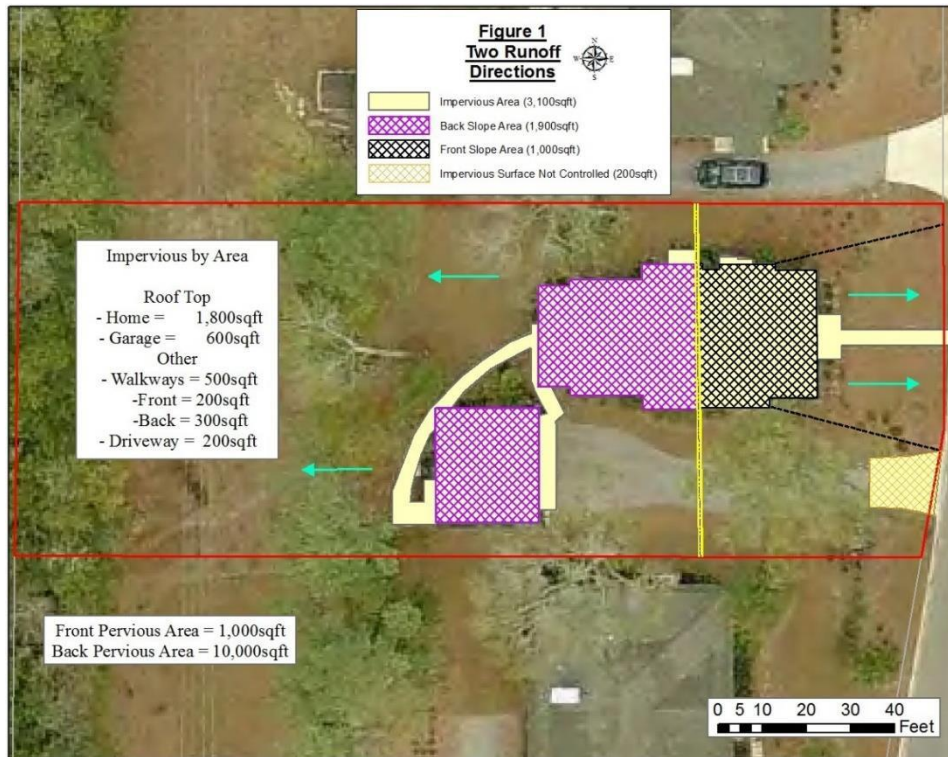 Figure 1
Two Runoff
Directions
N
W E
S
Impervious Area (3,100sqft)
Back Slope Area (1,900sqft)
Front Slope Area (1,000sqft)
Impervious Surface Not Controlled (200sqft)
Impervious by Area
Roof Top
- Home = 1,800sqft
- Garage = 600sqft
Other
- Walkways = 500sqft
-Front = 200sqft
-Back = 300sqft
- Driveway = 200sqft
Front Pervious Area = 1,000sqft
Back Pervious Area = 10,000sqft
0 5 10 20 30 40
Feet